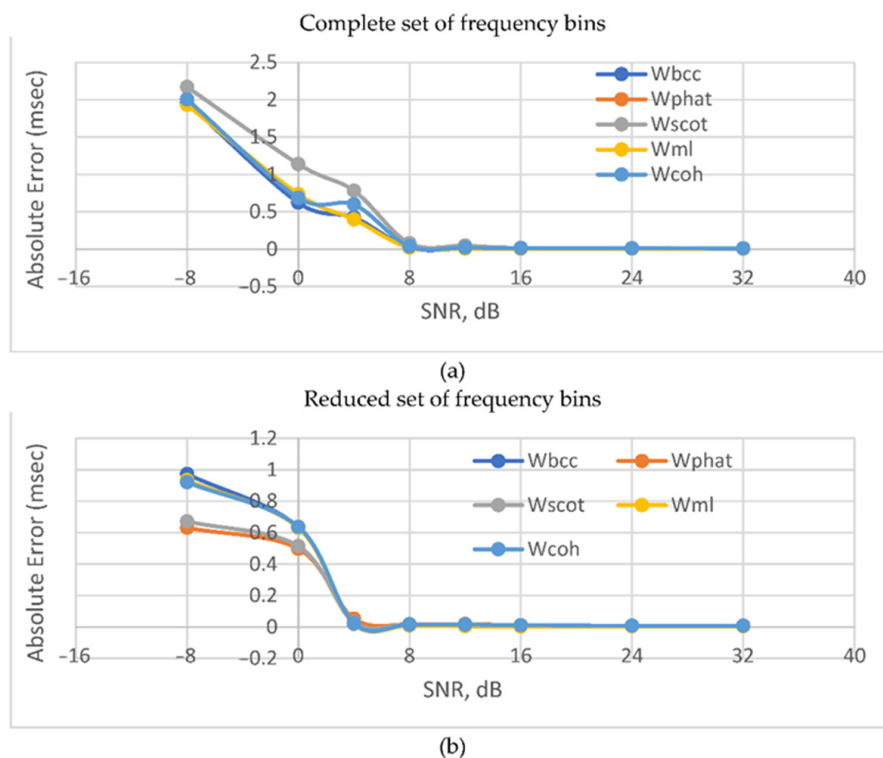 Complete set of frequency bins
2.5
2
1.5
1
0.5
0
−0.5
−16
−8
0
8
16
24
32
40
Absolute Error (msec)
SNR, dB
Wbcc
Wphat
Wscot
Wml
Wcoh
(a)
Reduced set of frequency bins
1.2
1
0.8
0.6
0.4
0.2
0
−0.2
−16
−8
0
8
16
24
32
40
Absolute Error (msec)
SNR, dB
Wbcc Wphat
Wscot Wml
Wcoh
(b)